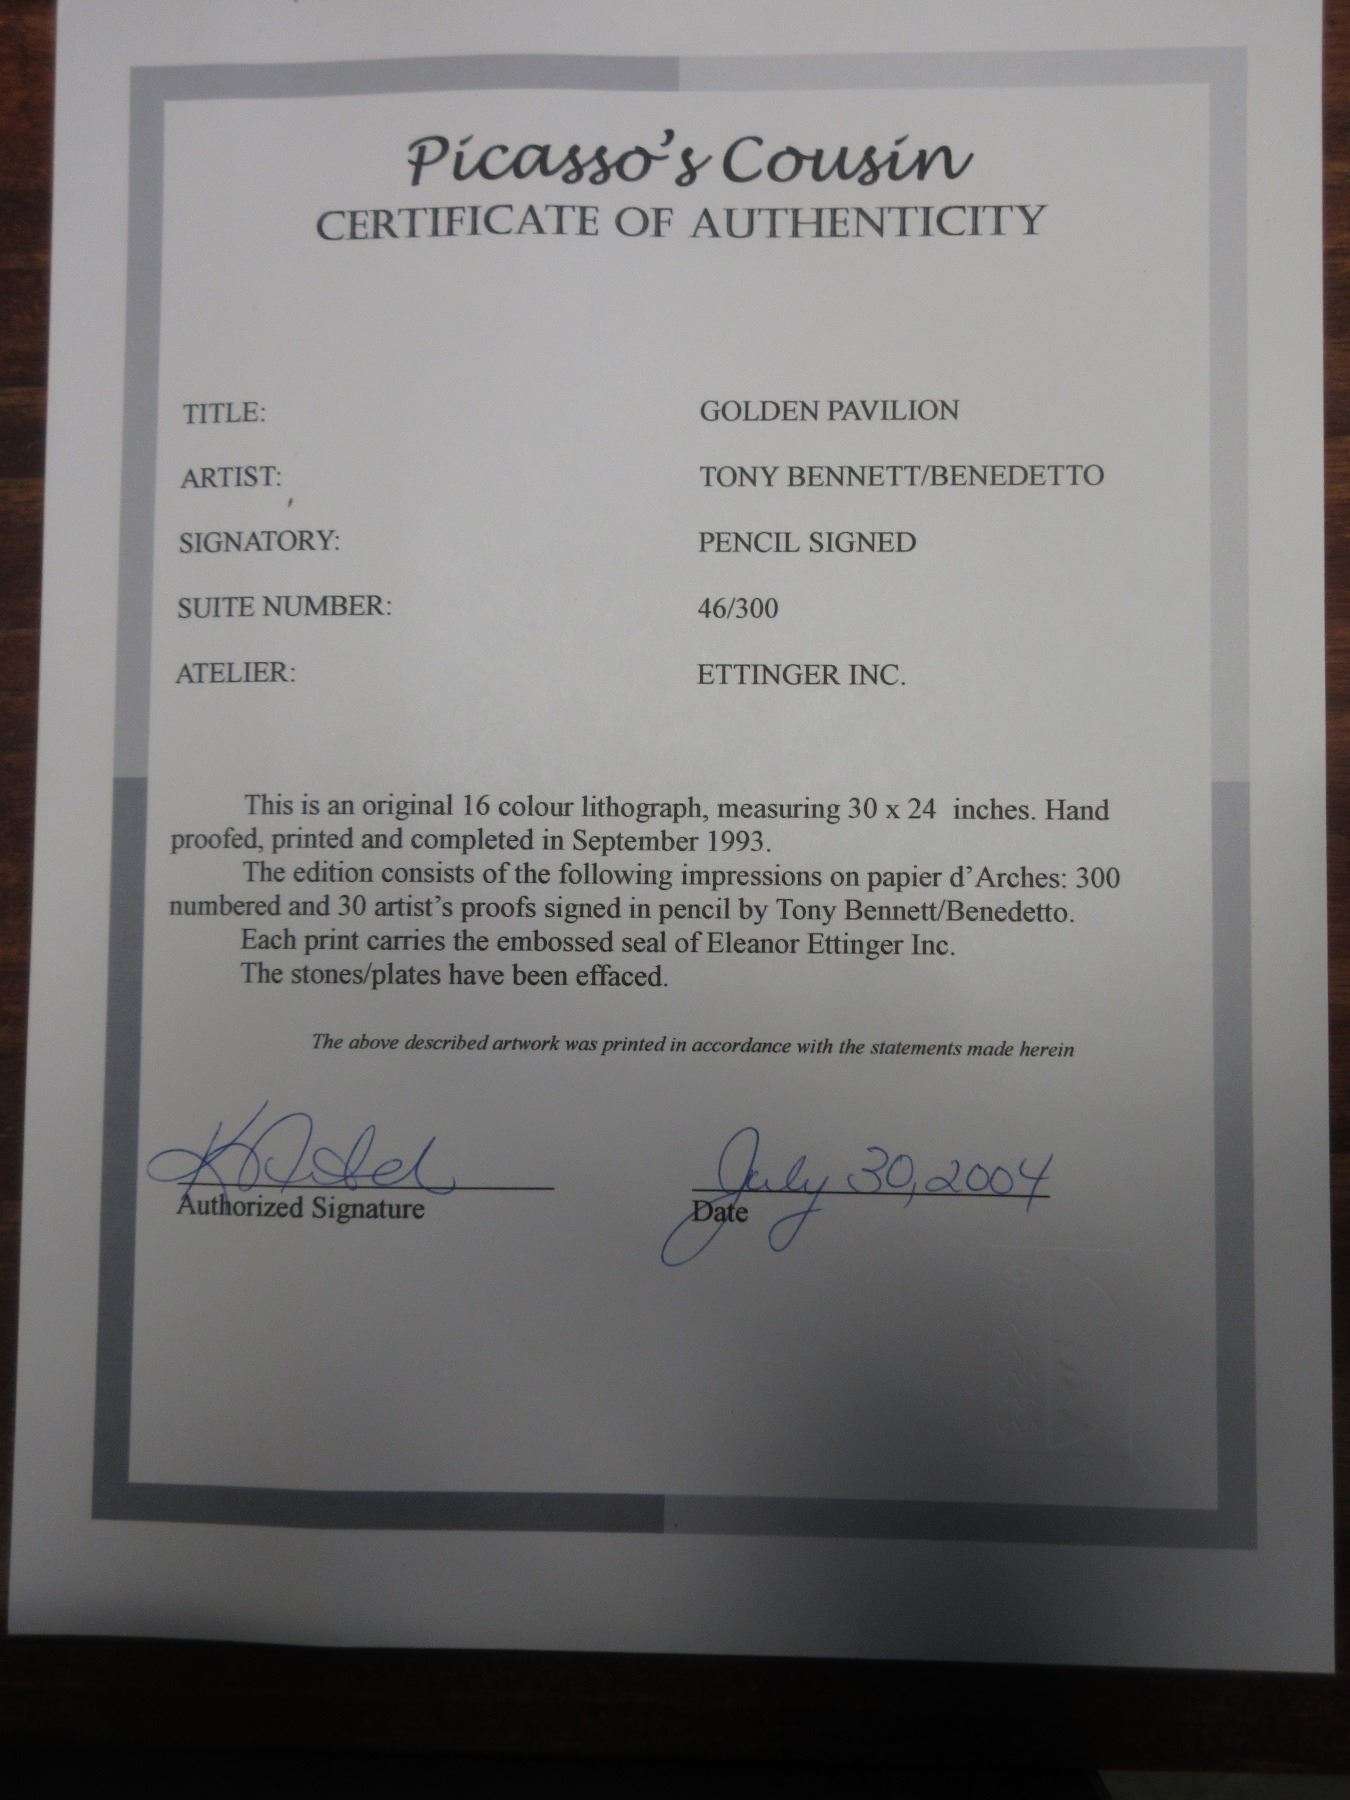 Picasso's Cousin
CERTIFICATE OF AUTHENTICITY
TITLE: GOLDEN PAVILION
ARTIST: TONY BENNETT/BENEDETTO
SIGNATORY: PENCIL SIGNED
SUITE NUMBER: 46/300
ATELIER: ETTINGER INC.
This is an original 16 colour lithograph, measuring 30 x 24 inches. Hand
proofed, printed and completed in September 1993.
The edition consists of the following impressions on papier d'Arches: 300
numbered and 30 artist's proofs signed in pencil by Tony Bennett/Benedetto.
Each print carries the embossed seal of Eleanor Ettinger Inc.
The stones/plates have been effaced.
The above described artwork was printed in accordance with the statements made herein
July 30, 2004
Authorized Signature Date